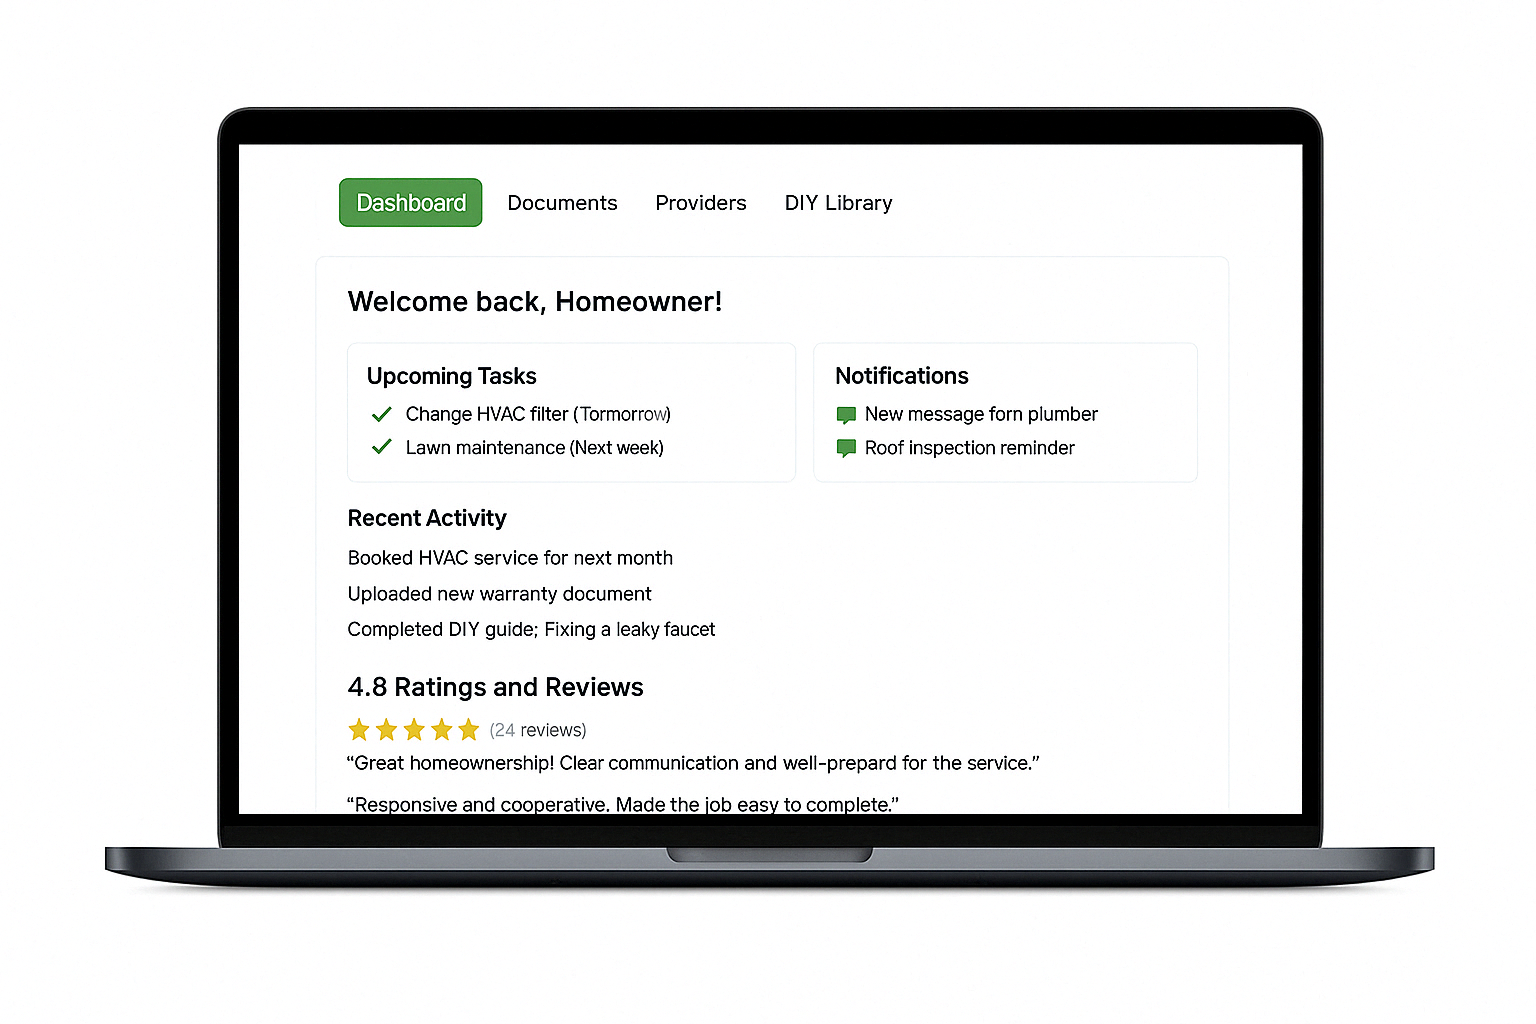 Dashboard Documents Providers DIY Library
Welcome back, Homeowner!
Upcoming Tasks
Change HVAC filter (Tormorrow)
Lawn maintenance (Next week)
Notifications
New message forn plumber
Roof inspection reminder
Recent Activity
Booked HVAC service for next month
Uploaded new warranty document
Completed DIY guide; Fixing a leaky faucet
4.8 Ratings and Reviews
(24 reviews)
“Great homeownership! Clear communication and well-prepard for the service.”
“Responsive and cooperative. Made the job easy to complete.”